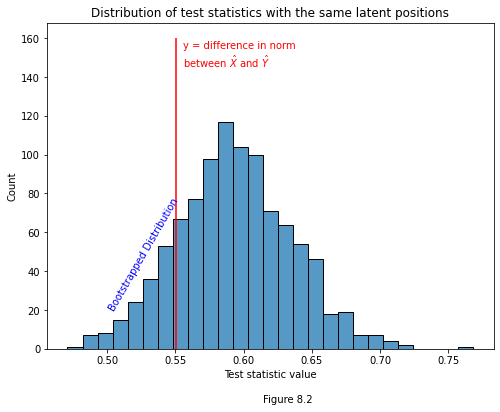 Distribution of test statistics with the same latent positions
160
140
120
100
80
60
40
20
0
Count
y = difference in norm
between X̂ and Ŷ
Bootstrapped Distribution
0.50 0.55 0.60 0.65 0.70 0.75
Test statistic value
Figure 8.2